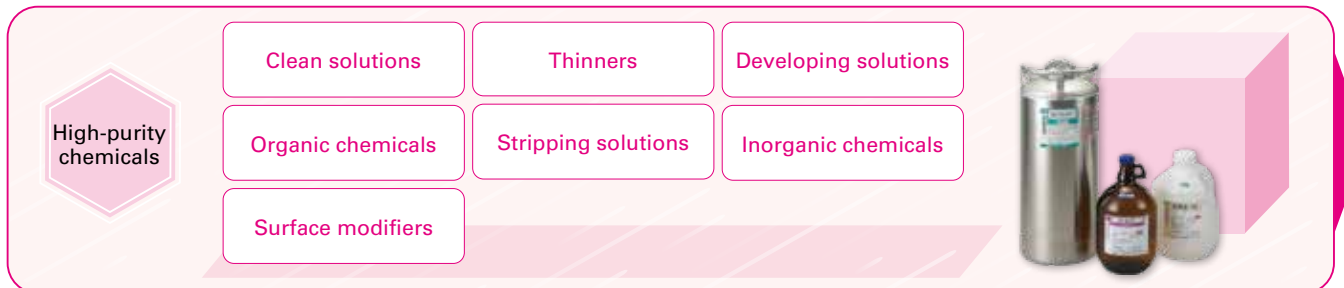 High-purity
chemicals
Clean solutions
Thinners
Developing solutions
Organic chemicals
Stripping solutions
Inorganic chemicals
Surface modifiers